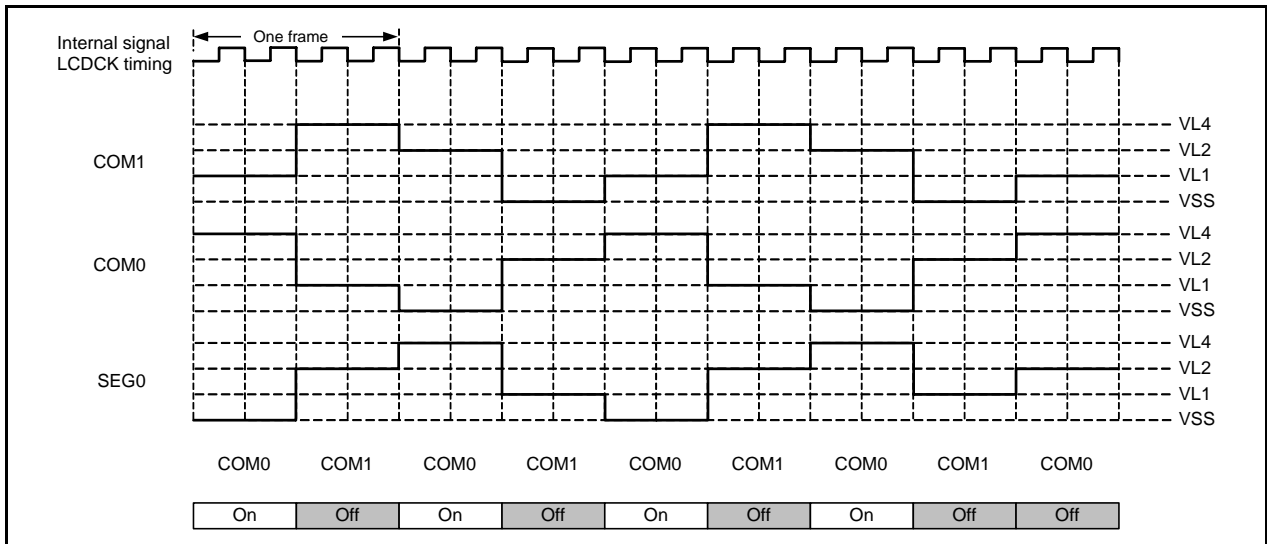 One frame
Internal signal
LCDCK timing
VL4
VL2
COM1
VL1
VSS
VL4
COM0
VL2
VL1
VSS
VL4
VL2
SEG0
VL1
VSS
COM0 COM1 COM0 COM1 COM0 COM1 COM0 COM1 COM0
On Off On Off On Off On Off Off